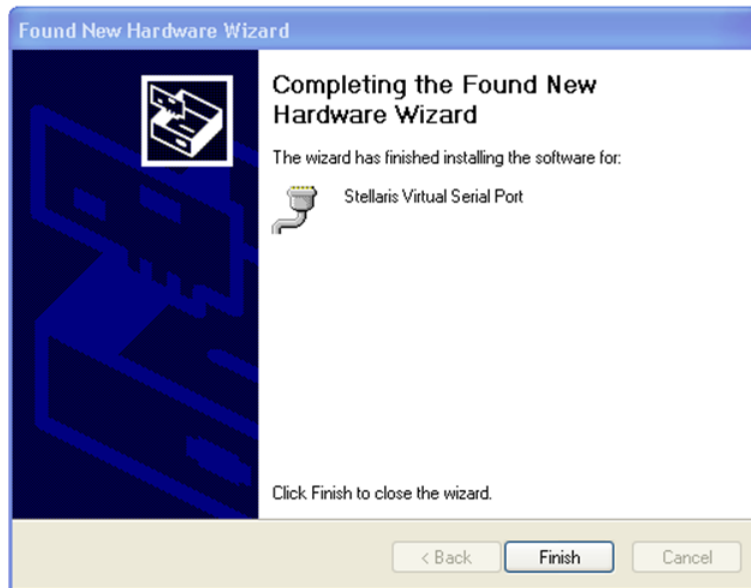 Found New Hardware Wizard
Completing the Found New
Hardware Wizard
The wizard has finished installing the software for:
Stellaris Virtual Serial Port
Click Finish to close the wizard.
< Back
Finish
Cancel